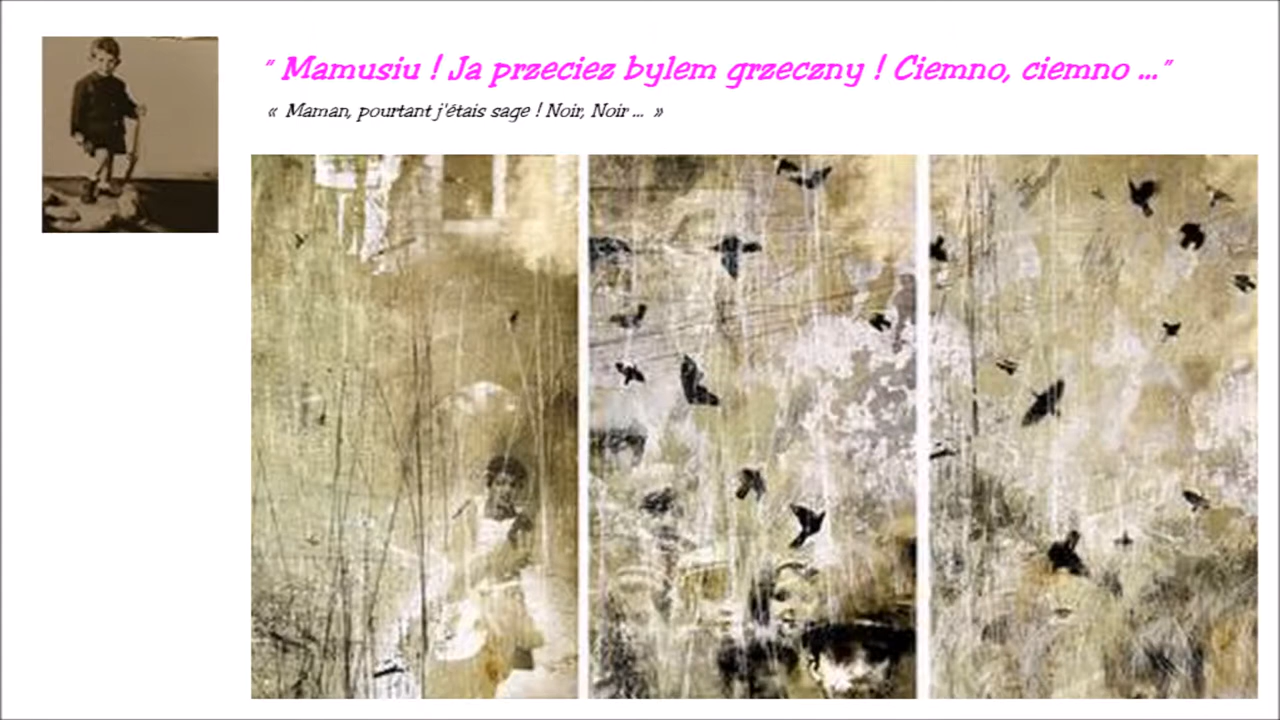 " Mamusiu ! Ja przeciez bylem grzeczny ! Ciemno, ciemno ..."
« Maman, pourtant j'étais sage ! Noir, Noir ... »